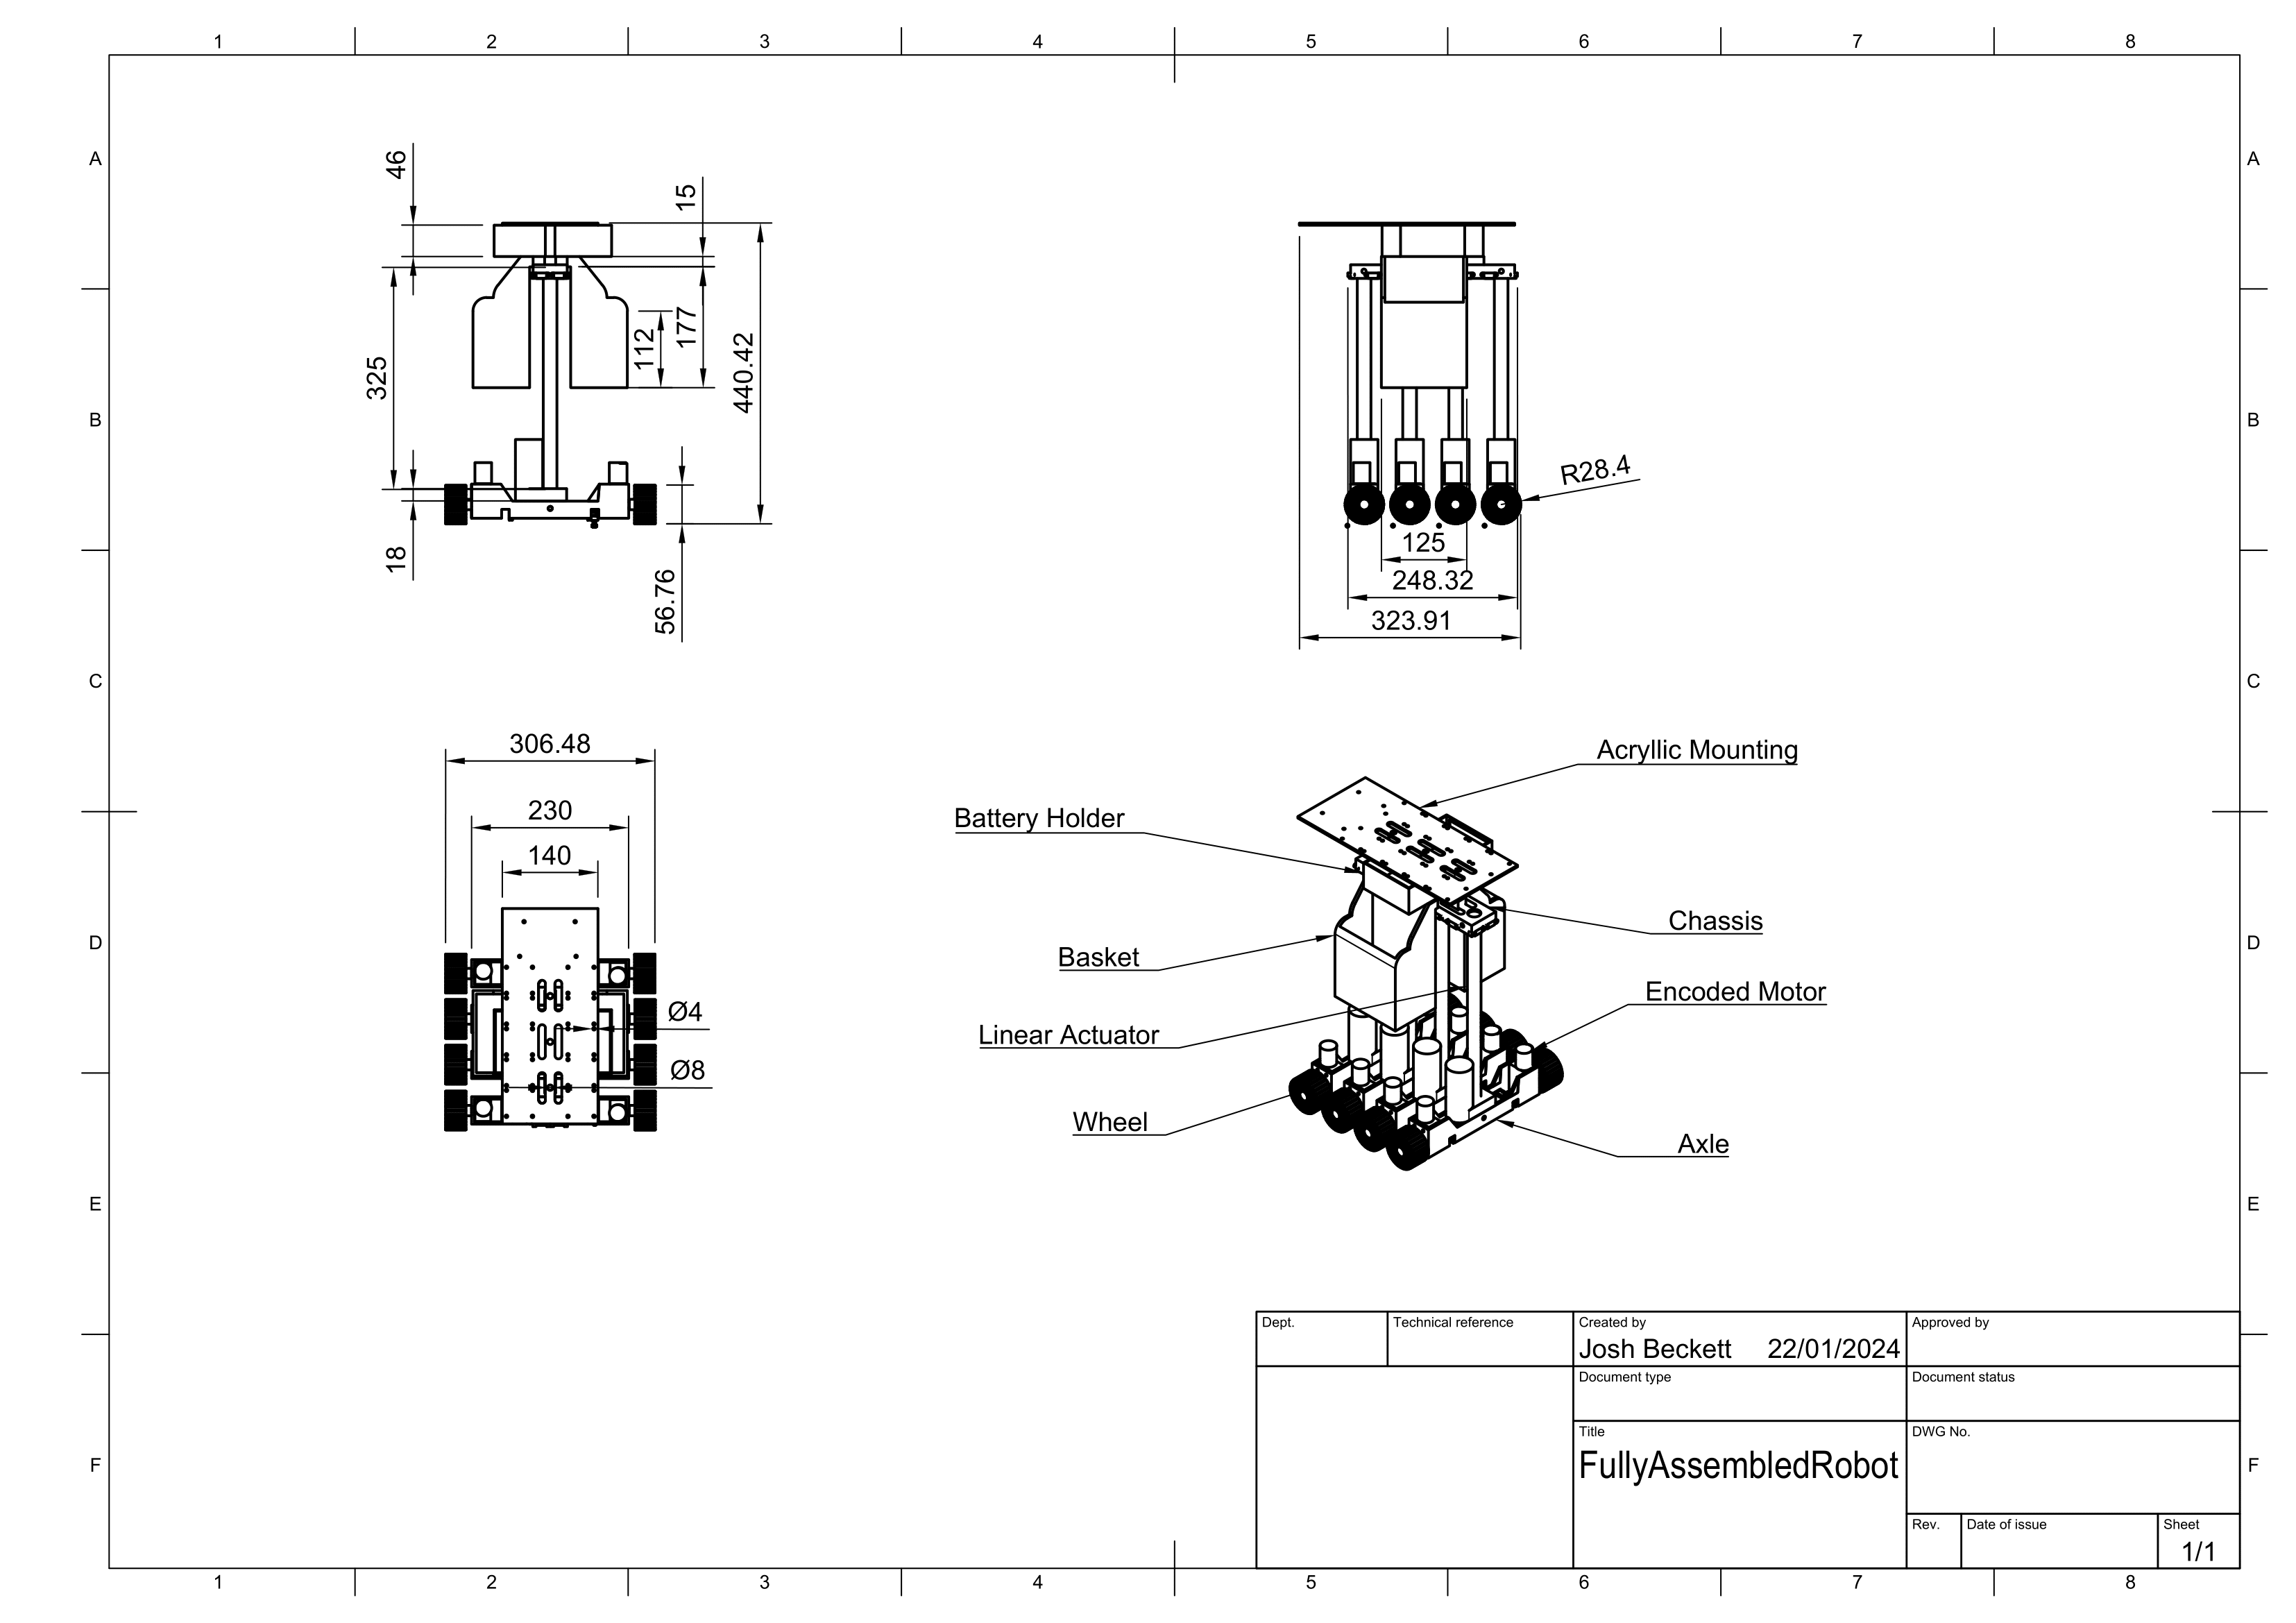 1 2 3 4 5 6 7 8
A A
46
15
325
112
177
440.42
18
56.76
R28.4
125
248.32
323.91
B B
C C
306.48
230
140
Ø4
Ø8
Acryllic Mounting
Battery Holder
Chassis
Basket
Encoded Motor
Linear Actuator
Wheel
Axle
D D
E E
Dept. Technical reference Created by Approved by
Josh Beckett 22/01/2024
Document type Document status
Title DWG No.
FullyAssembledRobot
F F
Rev. Date of issue Sheet
1/1
1 2 3 4 5 6 7 8